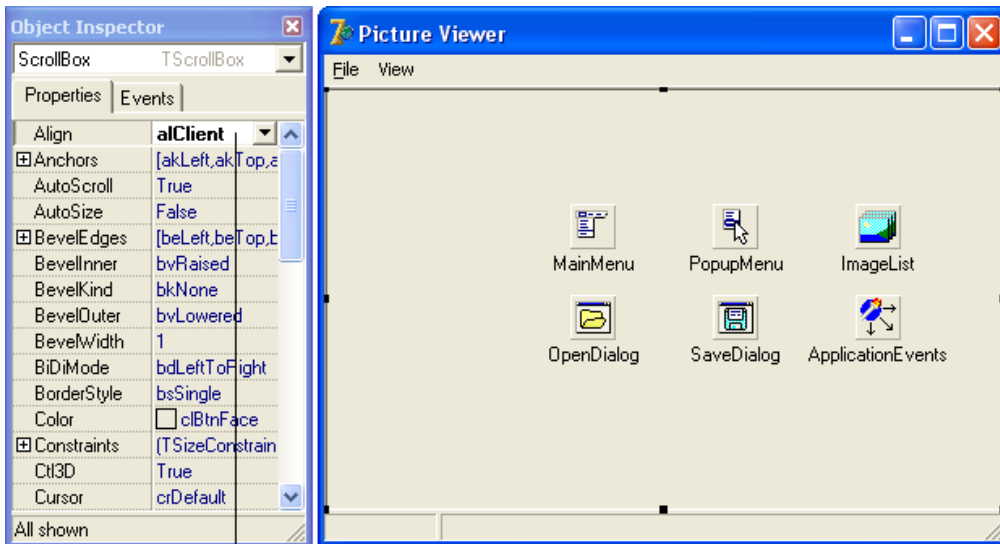 Object Inspector
ScrollBox TScrollBox
Properties Events
Align alClient
Anchors [akLeft,akTop,a
AutoScroll True
AutoSize False
BevelEdges [beLeft,beTop,b
BevelInner bvRaised
BevelKind bkNone
BevelOuter bvLowered
BevelWidth 1
BiDiMode bdLeftToRight
BorderStyle bsSingle
Color clBtnFace
Constraints (TSizeConstrain
Ctl3D True
Cursor crDefault
All shown
Picture Viewer
File View
MainMenu PopupMenu ImageList
OpenDialog SaveDialog ApplicationEvents